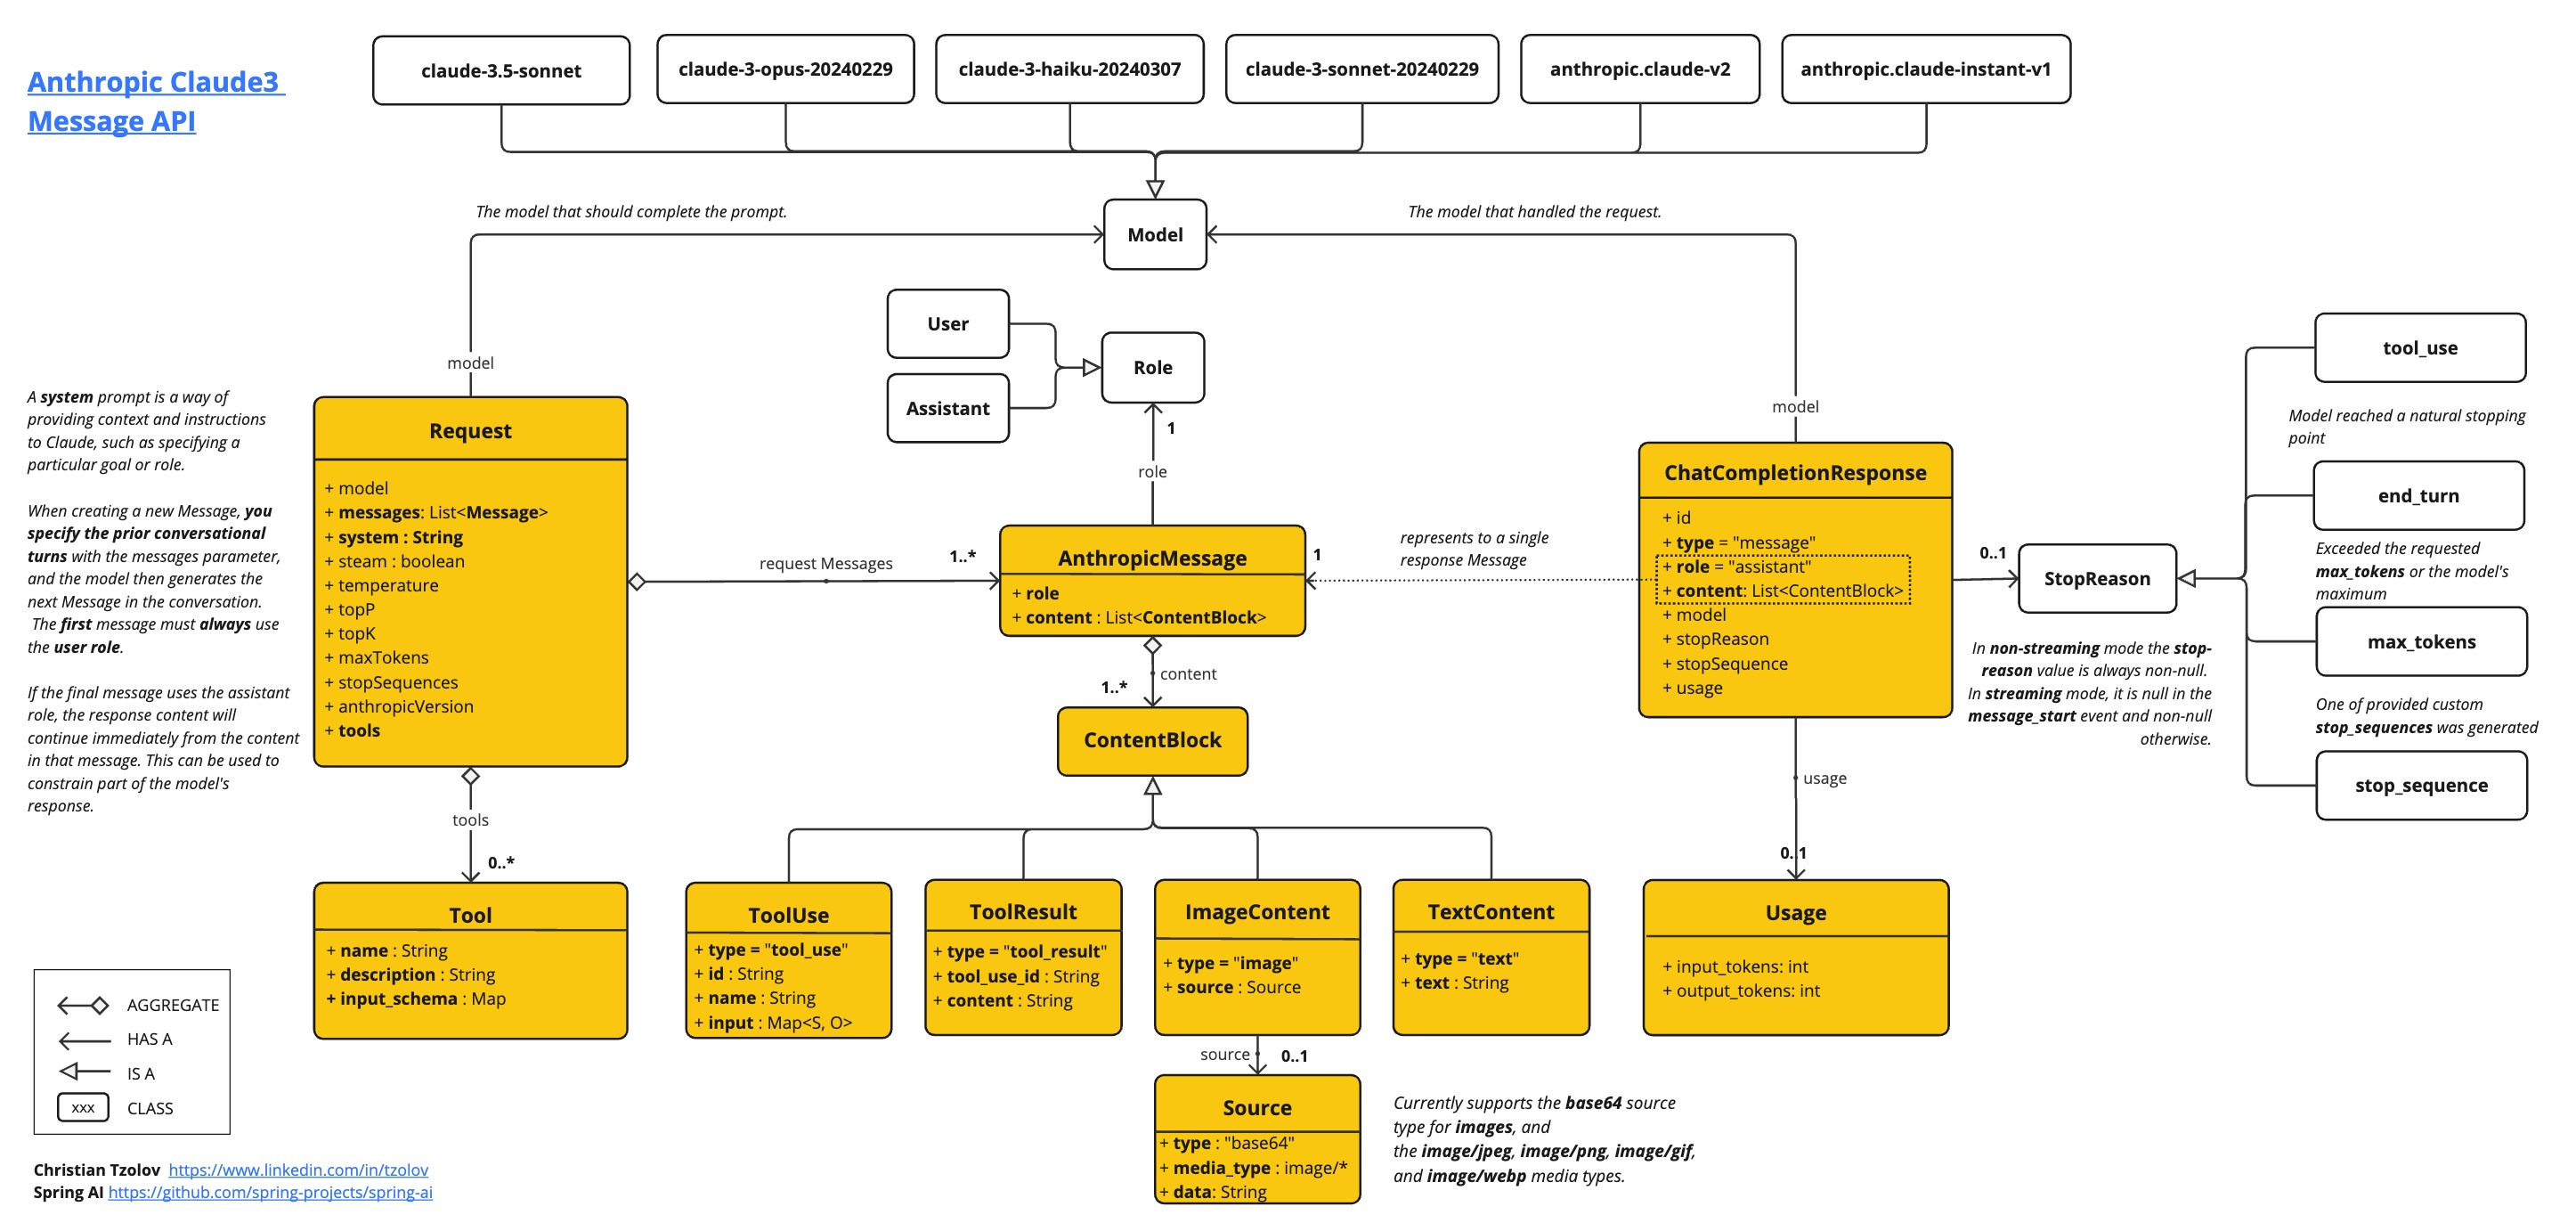 Anthropic Claude3
Message API
claude-3.5-sonnet
claude-3-opus-20240229
claude-3-haiku-20240307
claude-3-sonnet-20240229
anthropic.claude-v2
anthropic.claude-instant-v1
The model that should complete the prompt.
The model that handled the request.
Model
User
Assistant
Role
1
role
model
model
A system prompt is a way of
providing context and instructions
to Claude, such as specifying a
particular goal or role.
When creating a new Message, you
specify the prior conversational
turns with the messages parameter,
and the model then generates the
next Message in the conversation.
The first message must always use
the user role.
If the final message uses the assistant
role, the response content will
continue immediately from the content
in that message. This can be used to
constrain part of the model's
response.
Request
+ model
+ messages: List<Message>
+ system : String
+ steam : boolean
+ temperature
+ topP
+ topK
+ maxTokens
+ stopSequences
+ anthropicVersion
+ tools
request Messages
1..*
AnthropicMessage
+ role
+ content : List<ContentBlock>
1
represents to a single
response Message
ChatCompletionResponse
+ id
+ type = "message"
+ role = "assistant"
+ content: List<ContentBlock>
+ model
+ stopReason
+ stopSequence
+ usage
0..1
StopReason
In non-streaming mode the stop-
reason value is always non-null.
In streaming mode, it is null in the
message_start event and non-null
otherwise.
tool_use
Model reached a natural stopping
point
end_turn
Exceeded the requested
max_tokens or the model's
maximum
max_tokens
One of provided custom
stop_sequences was generated
stop_sequence
content
1..*
ContentBlock
usage
0..1
tools
0..*
Tool
+ name : String
+ description : String
+ input_schema : Map
ToolUse
+ type = "tool_use"
+ id : String
+ name : String
+ input : Map<S, O>
ToolResult
+ type = "tool_result"
+ tool_use_id : String
+ content : String
ImageContent
+ type = "image"
+ source : Source
TextContent
+ type = "text"
+ text : String
Usage
+ input_tokens: int
+ output_tokens: int
source
0..1
Source
+ type : "base64"
+ media_type : image/*
+ data: String
Currently supports the base64 source
type for images, and
the image/jpeg, image/png, image/gif,
and image/webp media types.
AGGREGATE
HAS A
IS A
xxx CLASS
Christian Tzolov https://www.linkedin.com/in/tzolov
Spring AI https://github.com/spring-projects/spring-ai